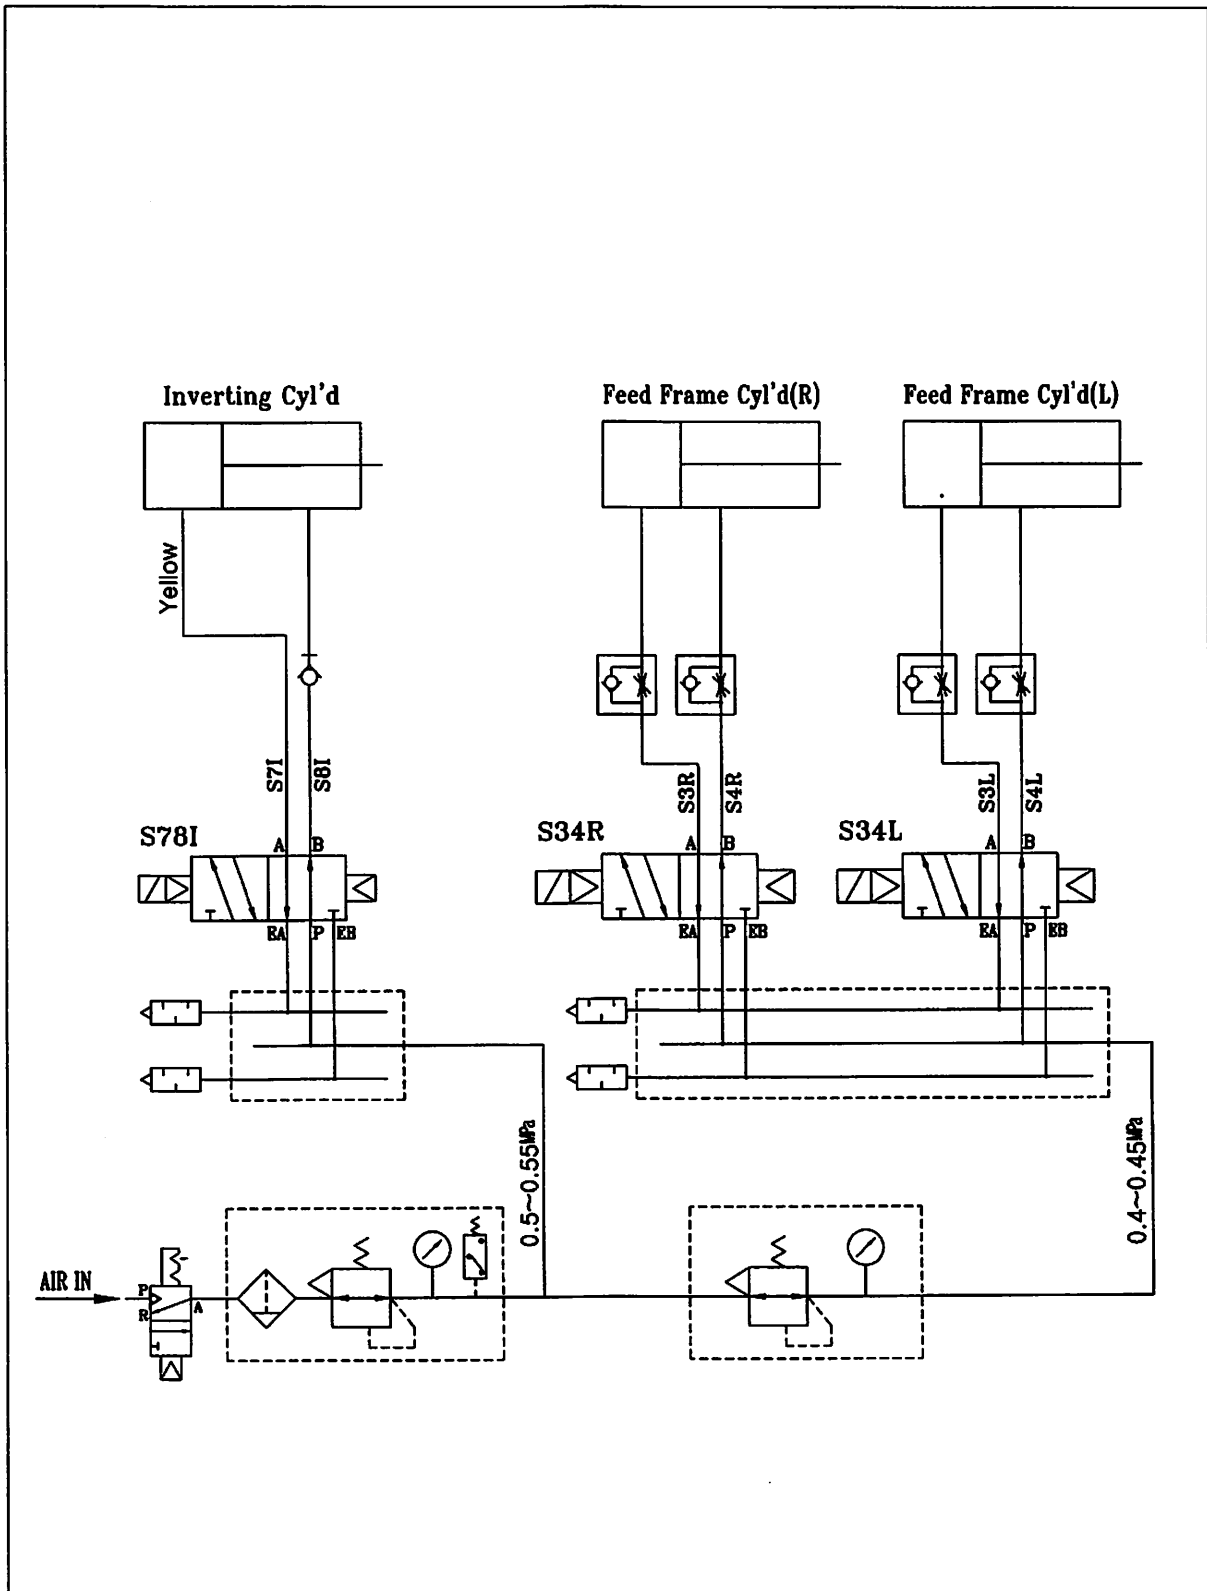 Inverting Cyl'd
Feed Frame Cyl'd(R)
Feed Frame Cyl'd(L)
Yellow
S7I
S8I
S3R
S4R
S3L
S4L
S78I
S34R
S34L
A
B
A
B
A
B
EA
P
EB
EA
P
EB
EA
P
EB
0.5~0.55MPa
0.4~0.45MPa
AIR IN
P
R
A